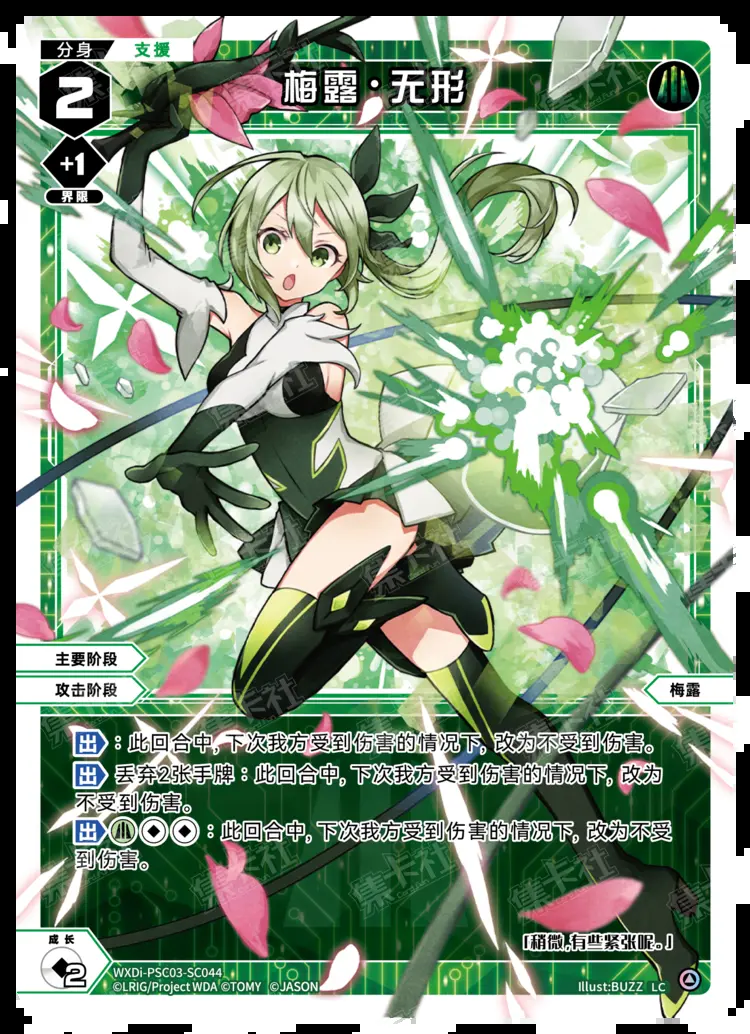 分身 支援
2
梅露·无形
+1
界限
主要阶段
攻击阶段
梅露
出：此回合中,下次我方受到伤害的情况下,改为不受到伤害。
出 丢弃2张手牌：此回合中,下次我方受到伤害的情况下,改为
不受到伤害。
出：此回合中,下次我方受到伤害的情况下,改为不受
到伤害。
「稍微,有些紧张呢。」
成长
2
WXDi-PSC03-SC044
©LRIG/Project WDA ©TOMY ©JASON
Illust:BUZZ LC
集卡社